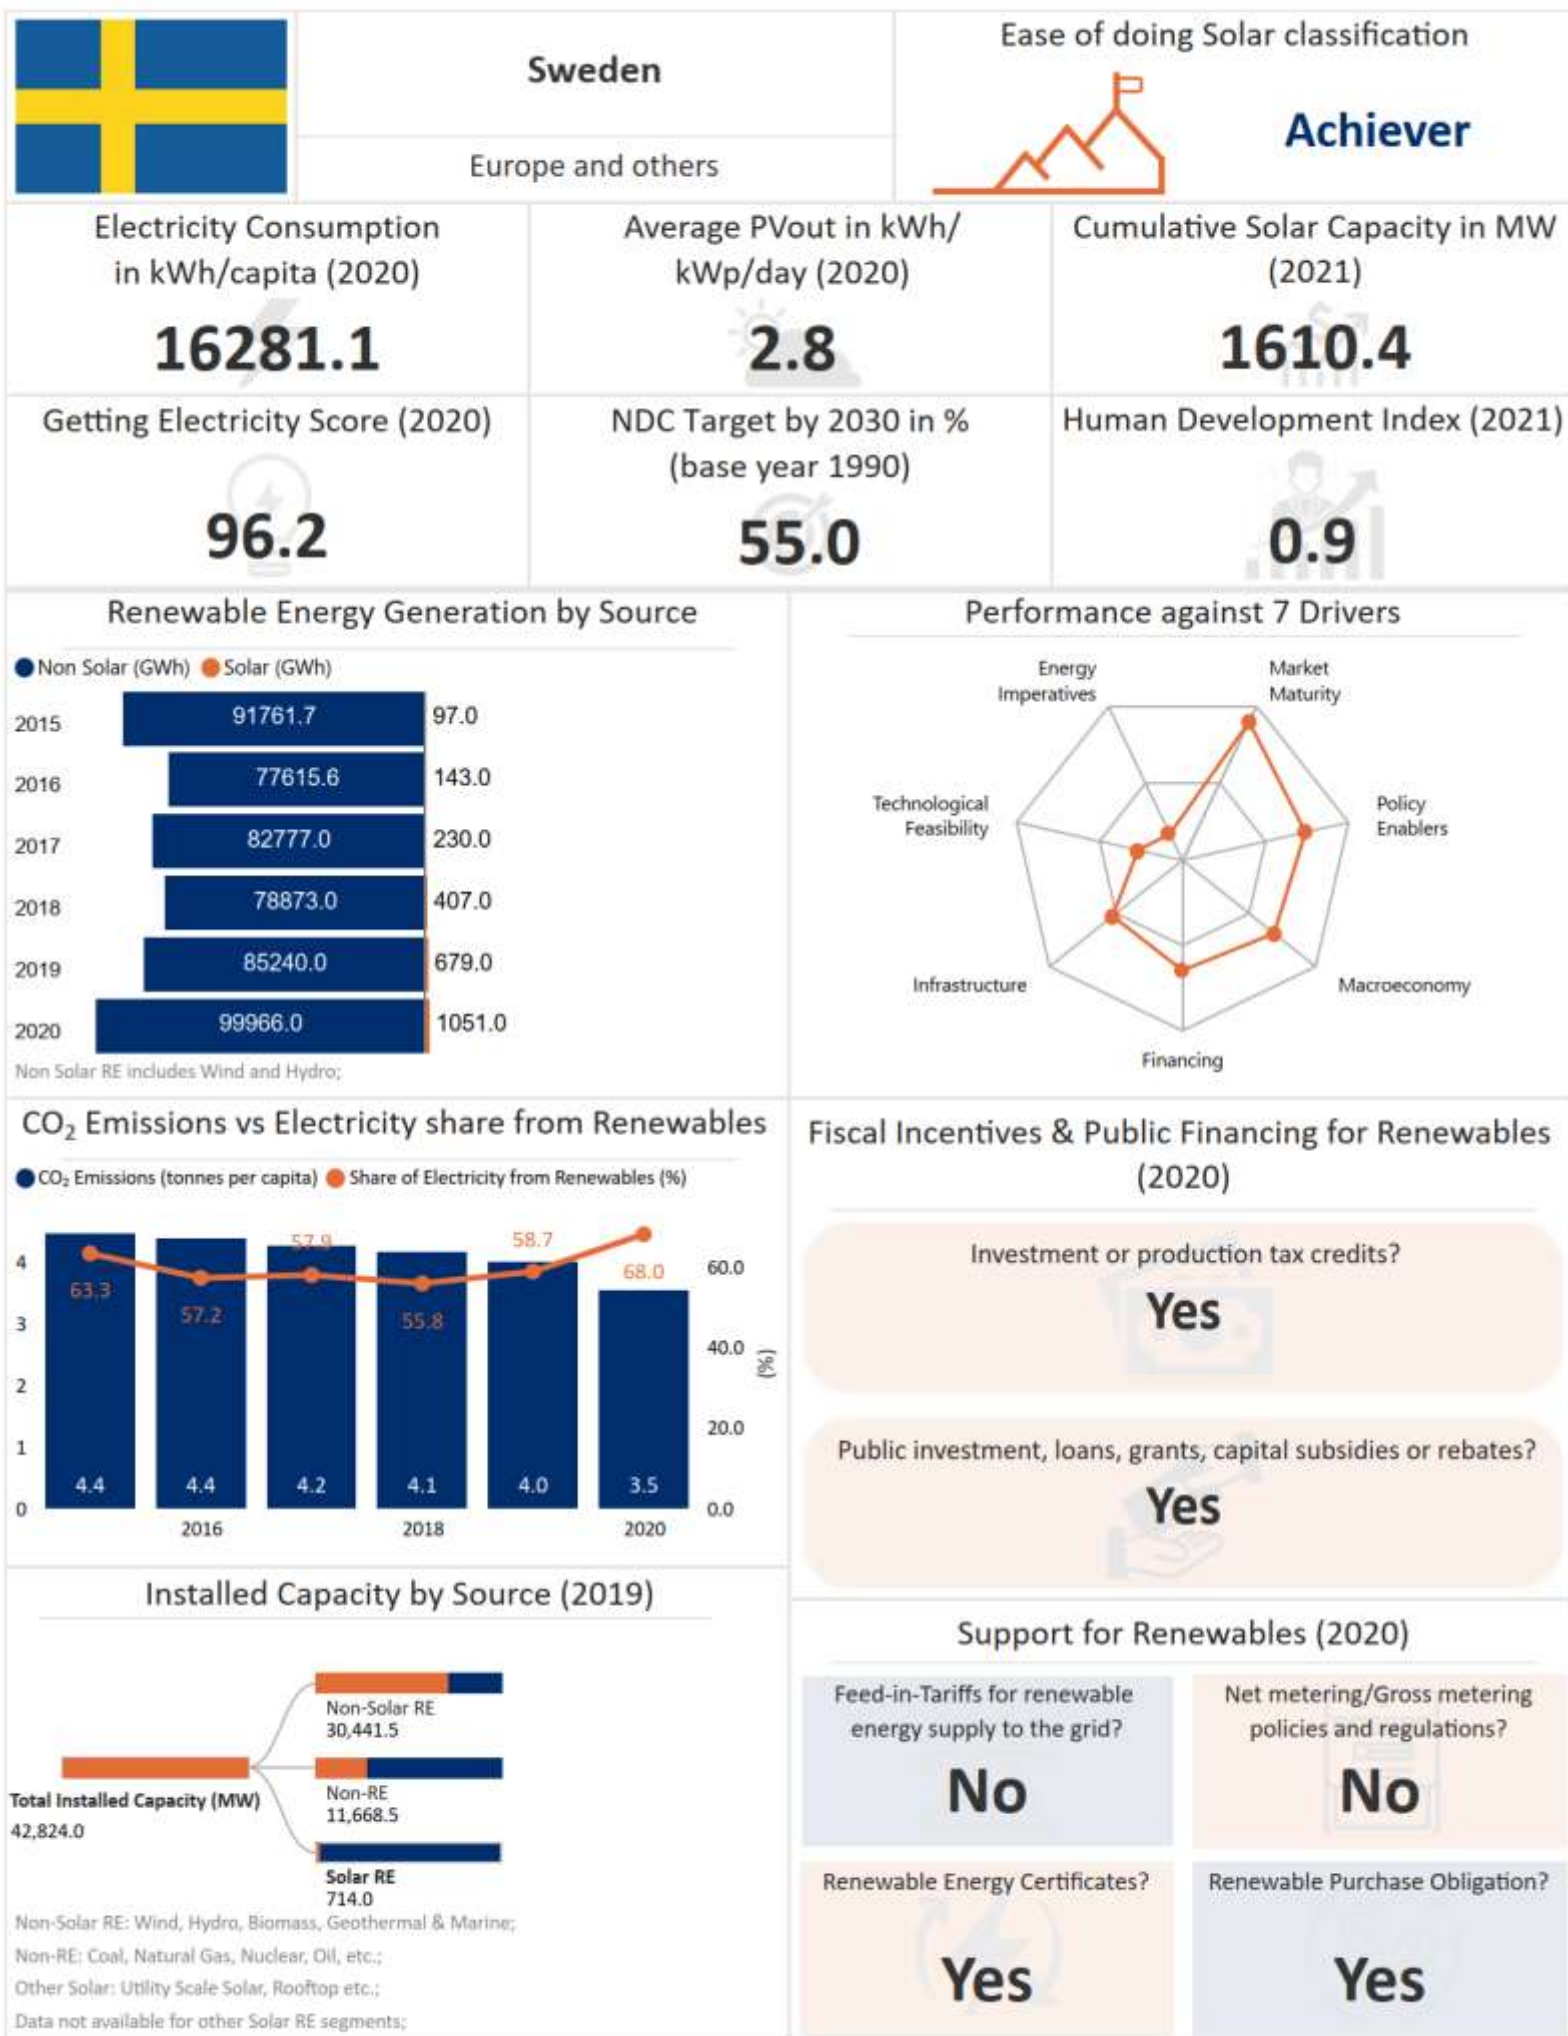 Sweden
Europe and others
Ease of doing Solar classification
Achiever
Electricity Consumption
in kWh/capita (2020)
16281.1
Average PVout in kWh/
kWp/day (2020)
2.8
Cumulative Solar Capacity in MW
(2021)
1610.4
Getting Electricity Score (2020)
96.2
NDC Target by 2030 in %
(base year 1990)
55.0
Human Development Index (2021)
0.9
Renewable Energy Generation by Source
Non Solar (GWh) Solar (GWh)
2015 91761.7 97.0
2016 77615.6 143.0
2017 82777.0 230.0
2018 78873.0 407.0
2019 85240.0 679.0
2020 99966.0 1051.0
Non Solar RE includes Wind and Hydro;
Performance against 7 Drivers
Energy
Imperatives
Market
Maturity
Technological
Feasibility
Policy
Enablers
Infrastructure
Macroeconomy
Financing
CO₂ Emissions vs Electricity share from Renewables
CO₂ Emissions (tonnes per capita) Share of Electricity from Renewables (%)
57.9 58.7
4 60.0
63.3 68.0
57.2 55.8
3
40.0
(%)
2
20.0
1
4.4 4.4 4.2 4.1 4.0 3.5
0 0.0
2016 2018 2020
Fiscal Incentives & Public Financing for Renewables
(2020)
Investment or production tax credits?
Yes
Public investment, loans, grants, capital subsidies or rebates?
Yes
Installed Capacity by Source (2019)
Non-Solar RE
30,441.5
Non-RE
11,668.5
Total Installed Capacity (MW)
42,824.0
Solar RE
714.0
Non-Solar RE: Wind, Hydro, Biomass, Geothermal & Marine;
Non-RE: Coal, Natural Gas, Nuclear, Oil, etc.;
Other Solar: Utility Scale Solar, Rooftop etc.;
Data not available for other Solar RE segments;
Support for Renewables (2020)
Feed-in-Tariffs for renewable
energy supply to the grid?
No
Net metering/Gross metering
policies and regulations?
No
Renewable Energy Certificates?
Yes
Renewable Purchase Obligation?
Yes